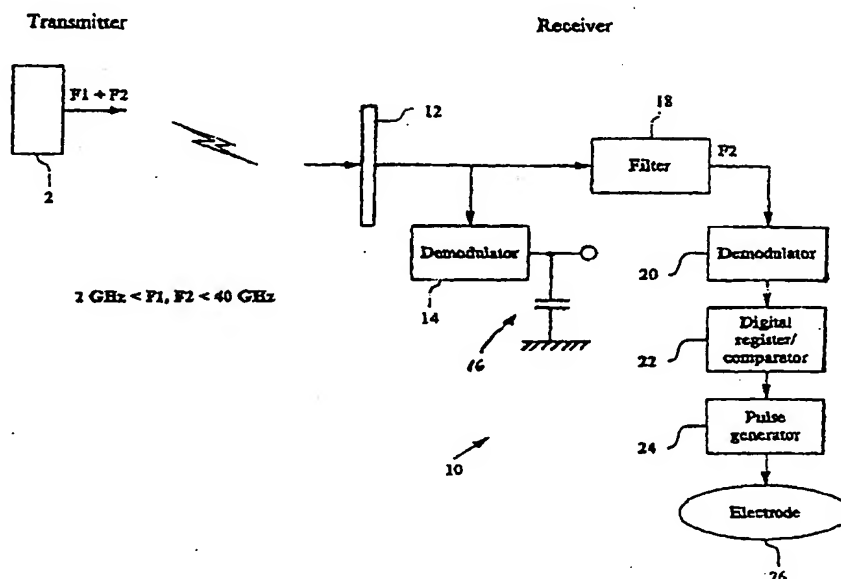 Transmitter
Receiver
F1 + F2
2
12
18
Filter
F2
Demodulator
14
16
2 GHz < F1, F2 < 40 GHz
10
Demodulator
20
Digital
register/
comparator
22
Pulse
generator
24
Electrode
26